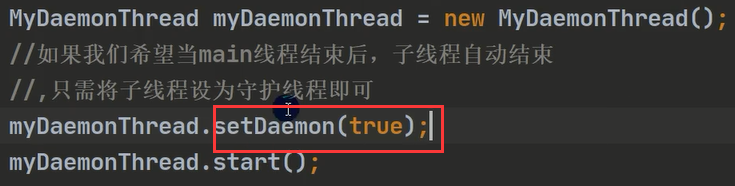 MyDaemonThread myDaemonThread = new MyDaemonThread();
//如果我们希望当main线程结束后，子线程自动结束
//,只需将子线程设为守护线程即可
myDaemonThread.setDaemon(true);
myDaemonThread.start();